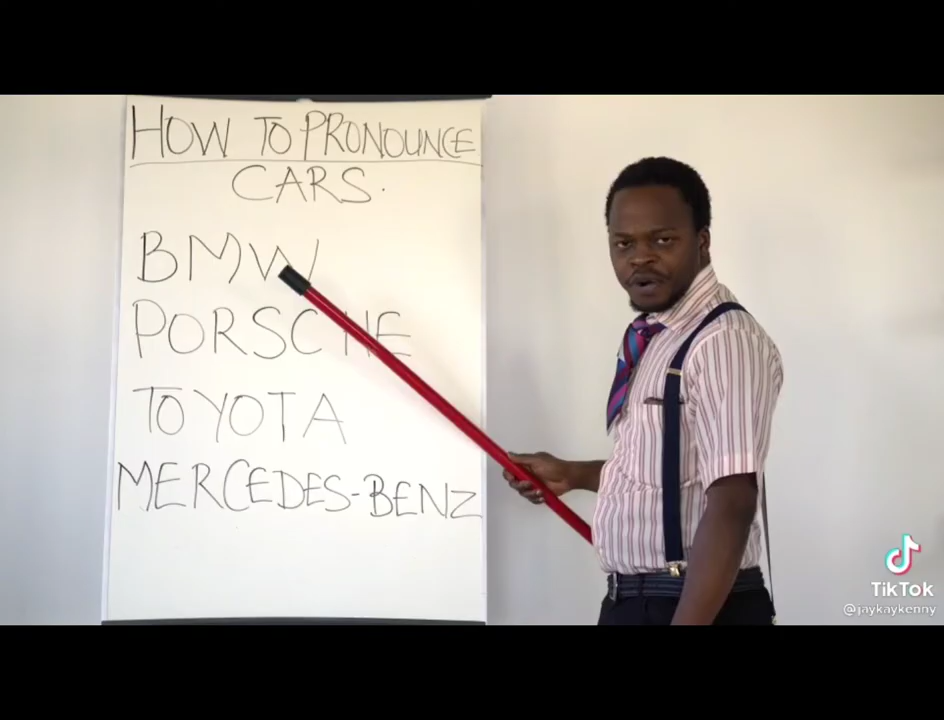 HOW TO PRONOUNCE
CARS.
BMW
PORSCHE
TOYOTA
MERCEDES-BENZ
TikTok
@jaykaykenny